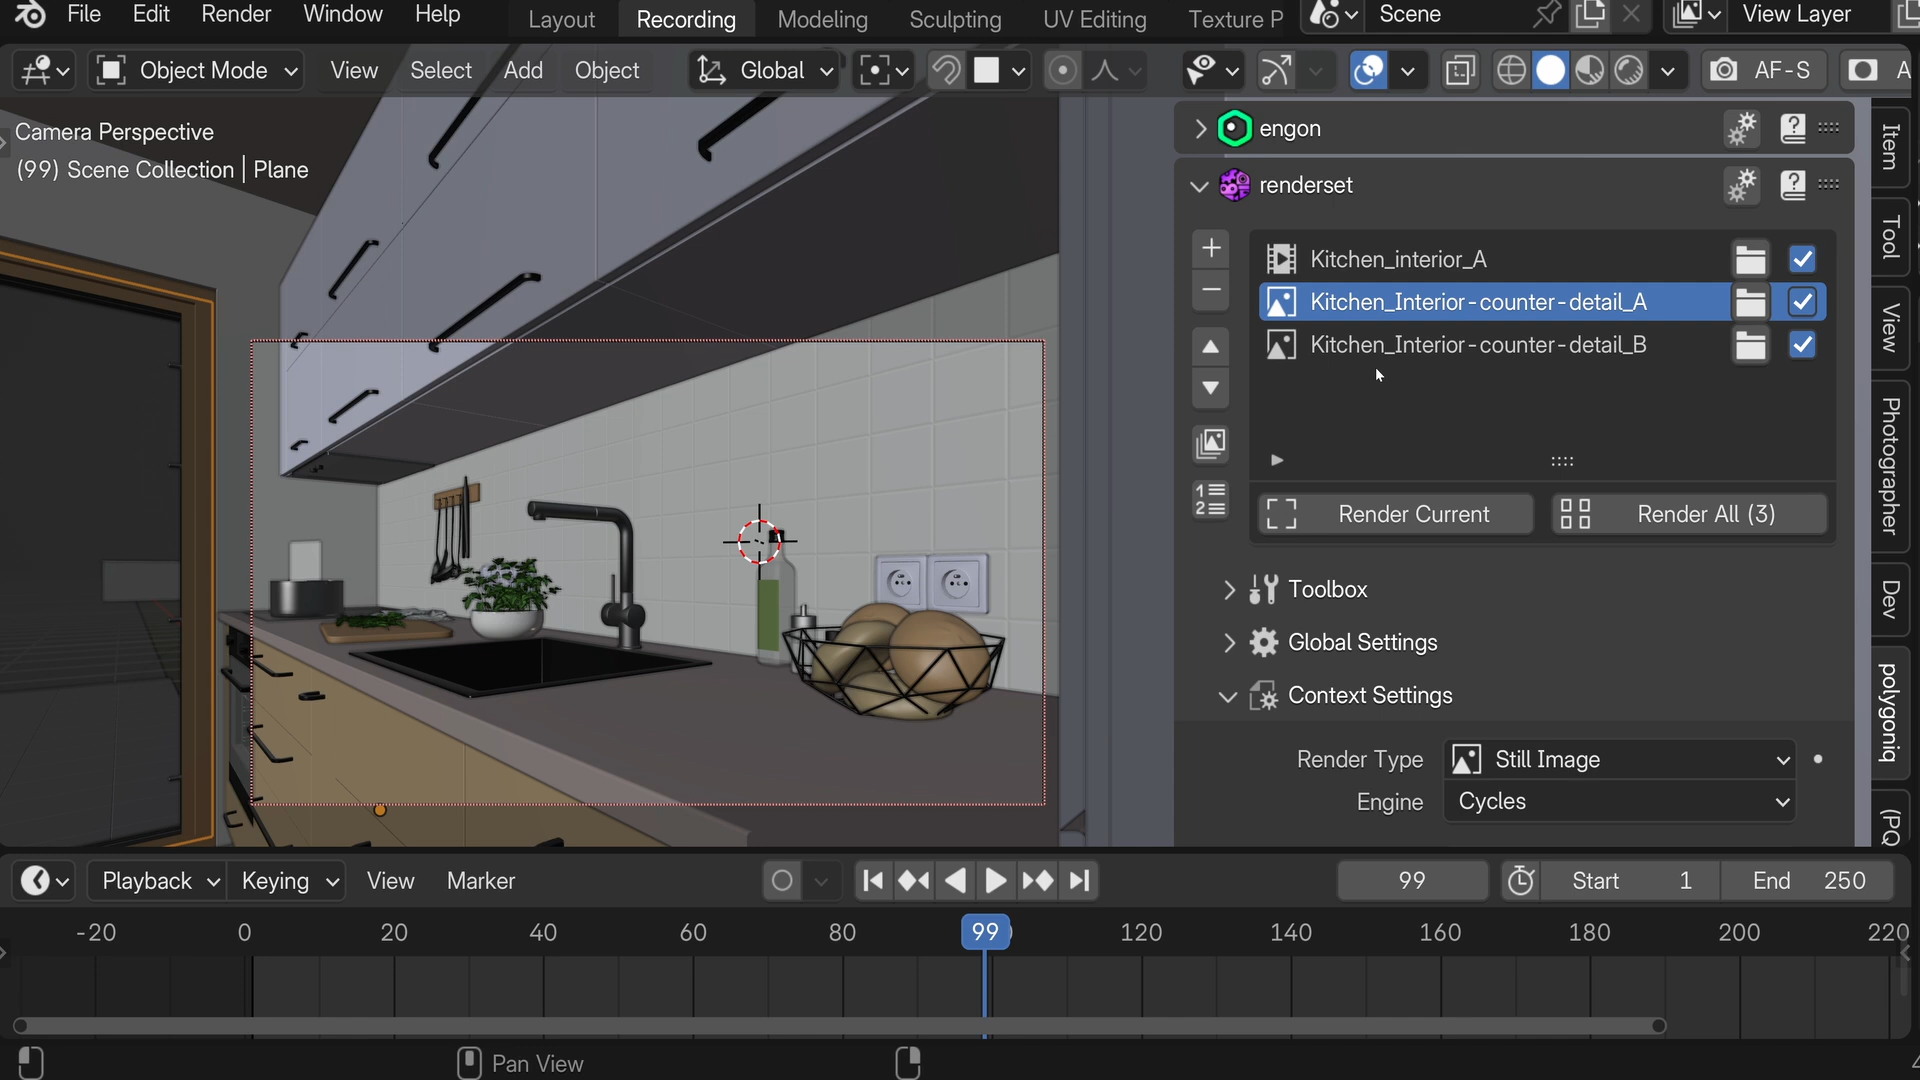 File Edit Render Window Help
Layout Recording Modeling Sculpting UV Editing Texture P
Scene
View Layer
Object Mode View Select Add Object Global AF-S A
Camera Perspective
(99) Scene Collection | Plane
engon
renderset
Kitchen_interior_A
Kitchen_Interior-counter-detail_A
Kitchen_Interior-counter-detail_B
Render Current Render All (3)
Toolbox
Global Settings
Context Settings
Render Type Still Image
Engine Cycles
Item
Tool
View
Photographer
Dev
polygoniq
(PQ
Playback Keying View Marker 99 Start 1 End 250
-20 0 20 40 60 80 99 120 140 160 180 200 220
Pan View